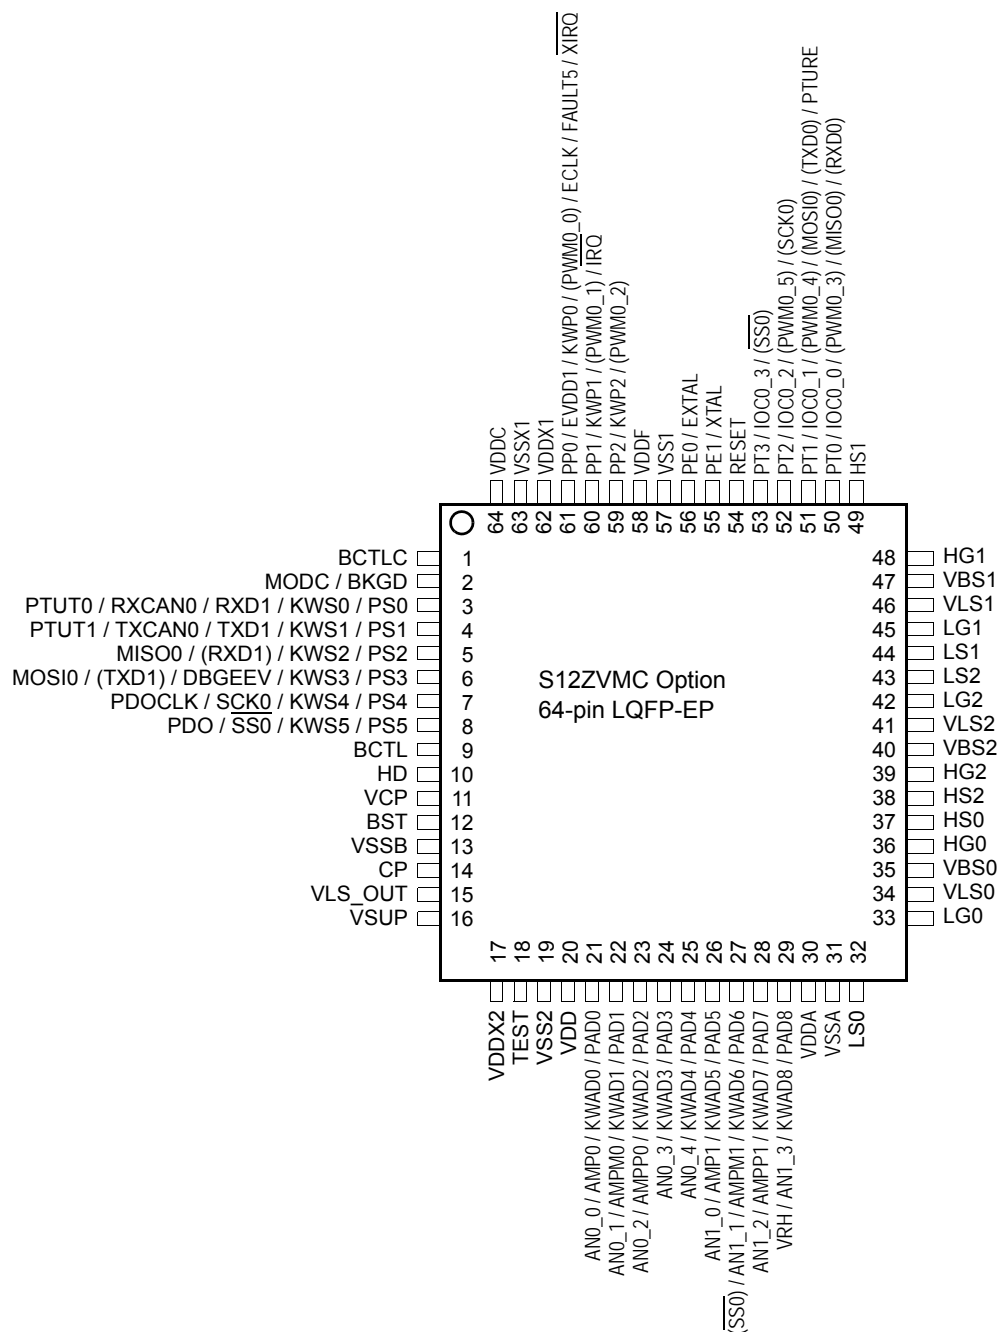 VDDC
VSSX1
VDDX1
PP0 / EVDD1 / KWP0 / (PWM0_0) / ECLK / FAULT5 / XIRQ
PP1 / KWP1 / (PWM0_1) / IRQ
PP2 / KWP2 / (PWM0_2)
VDDF
VSS1
PE0 / EXTAL
PE1 / XTAL
RESET
PT3 / IOC0_3 / (SS0)
PT2 / IOC0_2 / (PWM0_5) / (SCK0)
PT1 / IOC0_1 / (PWM0_4) / (MOSI0) / (TXD0) / PTURE
PT0 / IOC0_0 / (PWM0_3) / (MISO0) / (RXD0)
HS1
64 63 62 61 60 59 58 57 56 55 54 53 52 51 50 49
BCTLC 1
MODC / BKGD 2
PTUT0 / RXCAN0 / RXD1 / KWS0 / PS0 3
PTUT1 / TXCAN0 / TXD1 / KWS1 / PS1 4
MISO0 / (RXD1) / KWS2 / PS2 5
MOSI0 / (TXD1) / DBGEEV / KWS3 / PS3 6
PDOCLK / SCK0 / KWS4 / PS4 7
PDO / SS0 / KWS5 / PS5 8
BCTL 9
HD 10
VCP 11
BST 12
VSSB 13
CP 14
VLS_OUT 15
VSUP 16
S12ZVMC Option
64-pin LQFP-EP
48 HG1
47 VBS1
46 VLS1
45 LG1
44 LS1
43 LS2
42 LG2
41 VLS2
40 VBS2
39 HG2
38 HS2
37 HS0
36 HG0
35 VBS0
34 VLS0
33 LG0
17 18 19 20 21 22 23 24 25 26 27 28 29 30 31 32
VDDX2
TEST
VSS2
VDD
AN0_0 / AMP0 / KWAD0 / PAD0
AN0_1 / AMPM0 / KWAD1 / PAD1
AN0_2 / AMPP0 / KWAD2 / PAD2
AN0_3 / KWAD3 / PAD3
AN0_4 / KWAD4 / PAD4
AN1_0 / AMP1 / KWAD5 / PAD5
(SS0) / AN1_1 / AMPM1 / KWAD6 / PAD6
AN1_2 / AMPP1 / KWAD7 / PAD7
VRH / AN1_3 / KWAD8 / PAD8
VDDA
VSSA
LS0